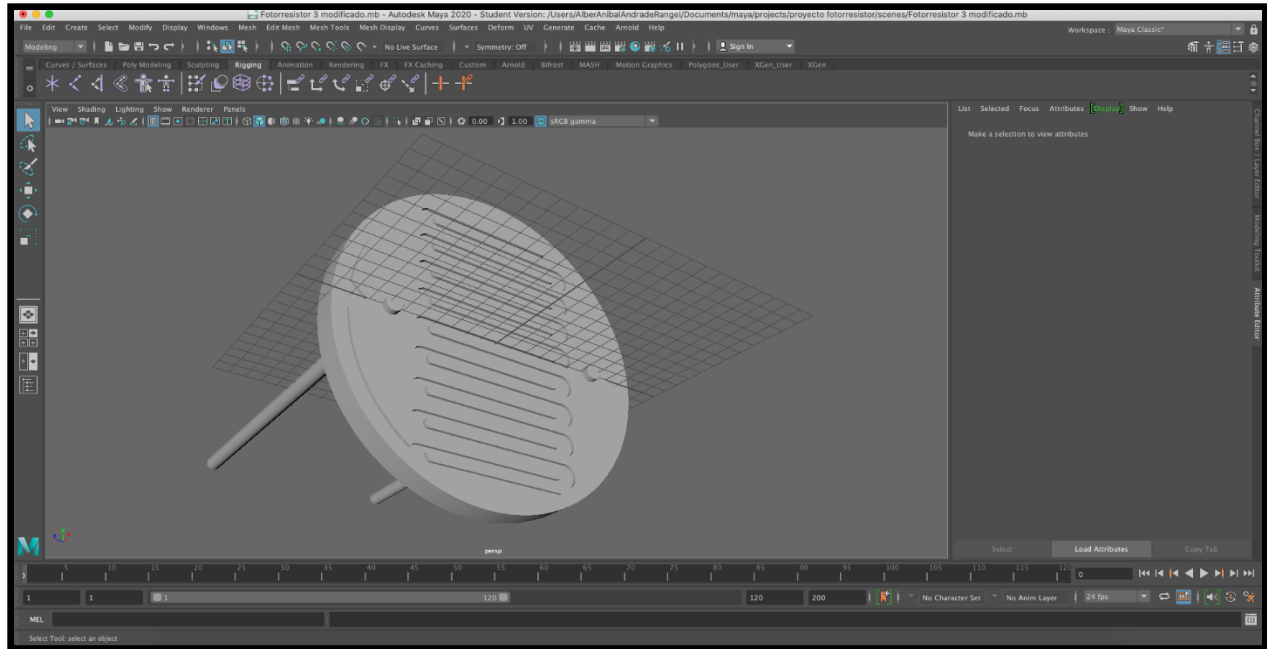 Fotorresistor 3 modificado.mb - Autodesk Maya 2020 - Student Version: /Users/AlberAnibalAndradeRangel/Documents/maya/projects/proyecto fotorresistor/scenes/Fotorresistor 3 modificado.mb
File Edit Create Select Modify Display Windows Mesh Edit Mesh Mesh Tools Mesh Display Curves Surfaces Deform UV Generate Cache Arnold Help Workspace : Maya Classic*
Modeling No Live Surface Symmetry: Off Sign In
Curves / Surfaces Poly Modeling Sculpting Rigging Animation Rendering FX FX Caching Custom Arnold Bifrost MASH Motion Graphics Polygons_User XGen_User XGen
View Shading Lighting Show Renderer Panels
0.00 1.00 sRGB gamma
List Selected Focus Attributes Display Show Help
Make a selection to view attributes
Channel Box / Layer Editor
Modeling Toolkit
Attribute Editor
persp
Select Load Attributes Copy Tab
5 10 15 20 25 30 35 40 45 50 55 60 65 70 75 80 85 90 95 100 105 110 115 120 0
1 1 1 120 120 200 No Character Set No Anim Layer 24 fps
MEL
Select Tool: select an object